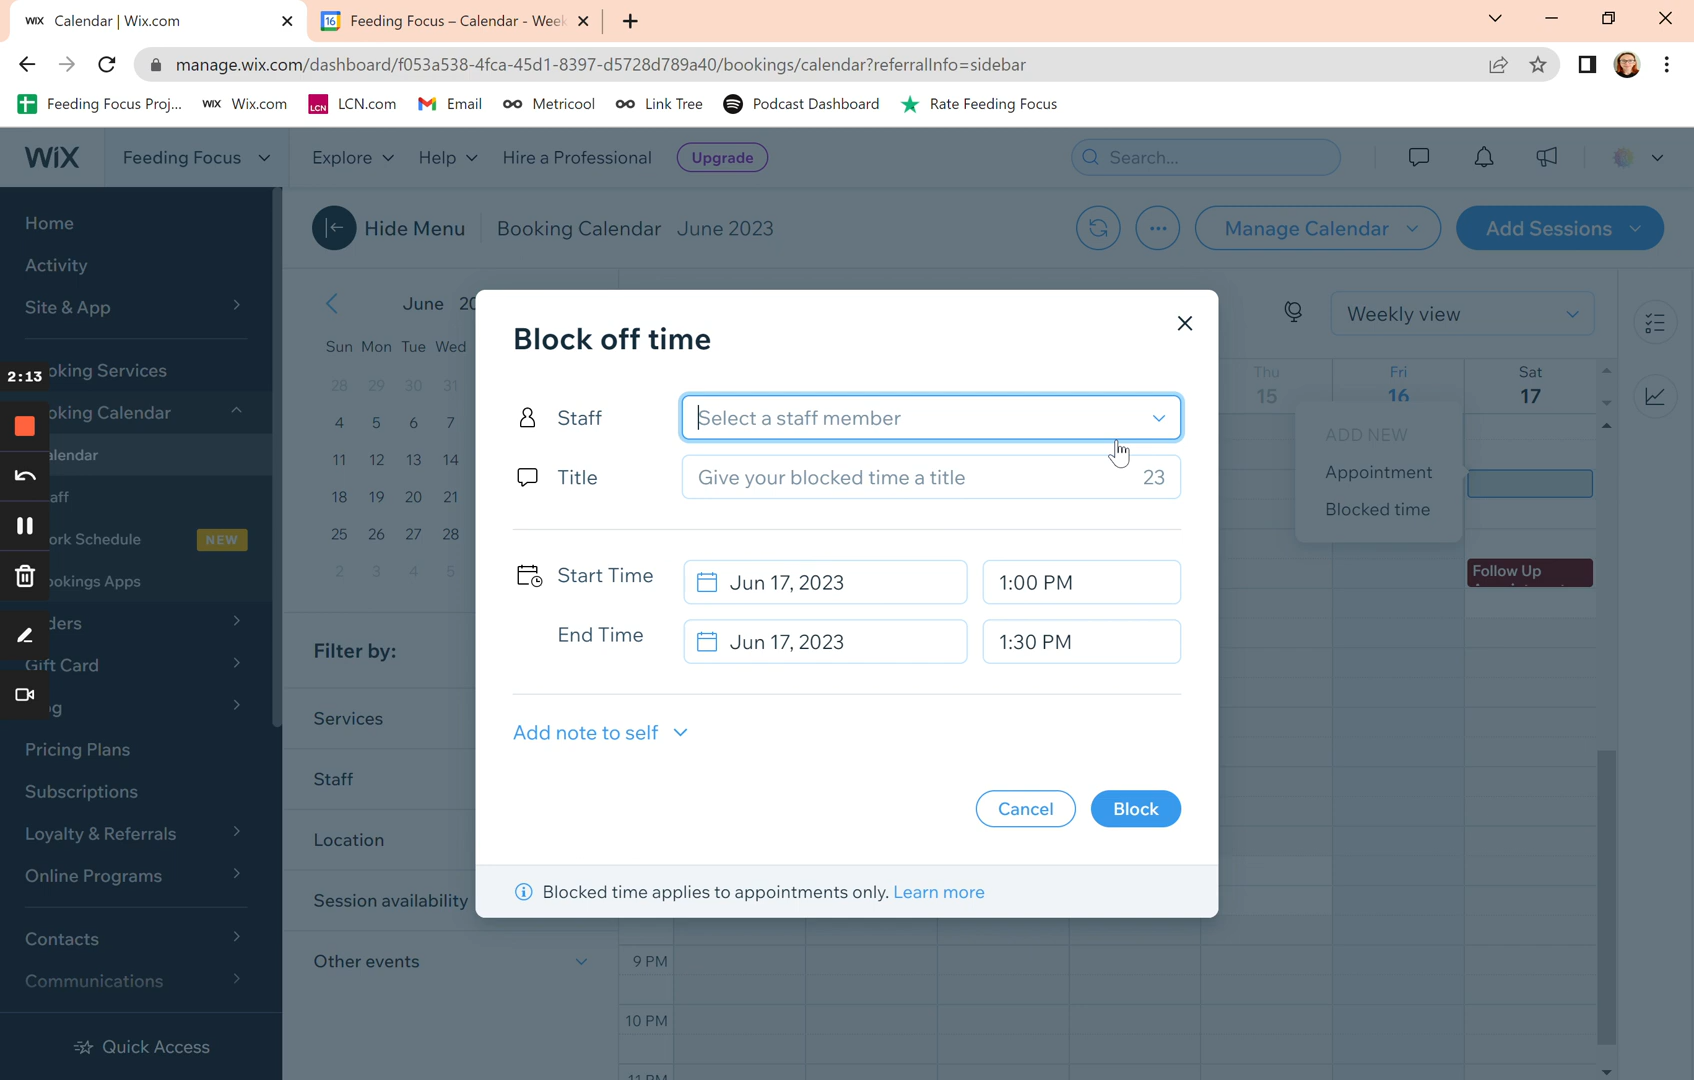 WIX Calendar | Wix.com
16 Feeding Focus – Calendar - Week
manage.wix.com/dashboard/f053a538-4fca-45d1-8397-d5728d789a40/bookings/calendar?referralInfo=sidebar
Feeding Focus Proj... WIX Wix.com LCN LCN.com Email Metricool Link Tree Podcast Dashboard Rate Feeding Focus
WIX Feeding Focus Explore Help Hire a Professional Upgrade Search...
Home
Activity
Site & App
2:13 oking Services
oking Calendar
alendar
aff
ork Schedule NEW
ookings Apps
ders
Gift Card
g
Pricing Plans
Subscriptions
Loyalty & Referrals
Online Programs
Contacts
Communications
Quick Access
Hide Menu Booking Calendar June 2023 Manage Calendar Add Sessions
June 20
Sun Mon Tue Wed
28 29 30 31
4 5 6 7
11 12 13 14
18 19 20 21
25 26 27 28
2 3 4 5
Filter by:
Services
Staff
Location
Session availability
Other events
Block off time
Staff Select a staff member
Title Give your blocked time a title 23
Start Time Jun 17, 2023 1:00 PM
End Time Jun 17, 2023 1:30 PM
Add note to self
Cancel Block
Blocked time applies to appointments only. Learn more
Weekly view
Thu Fri Sat
15 16 17
ADD NEW
Appointment
Blocked time
Follow Up
9 PM
10 PM
11 PM